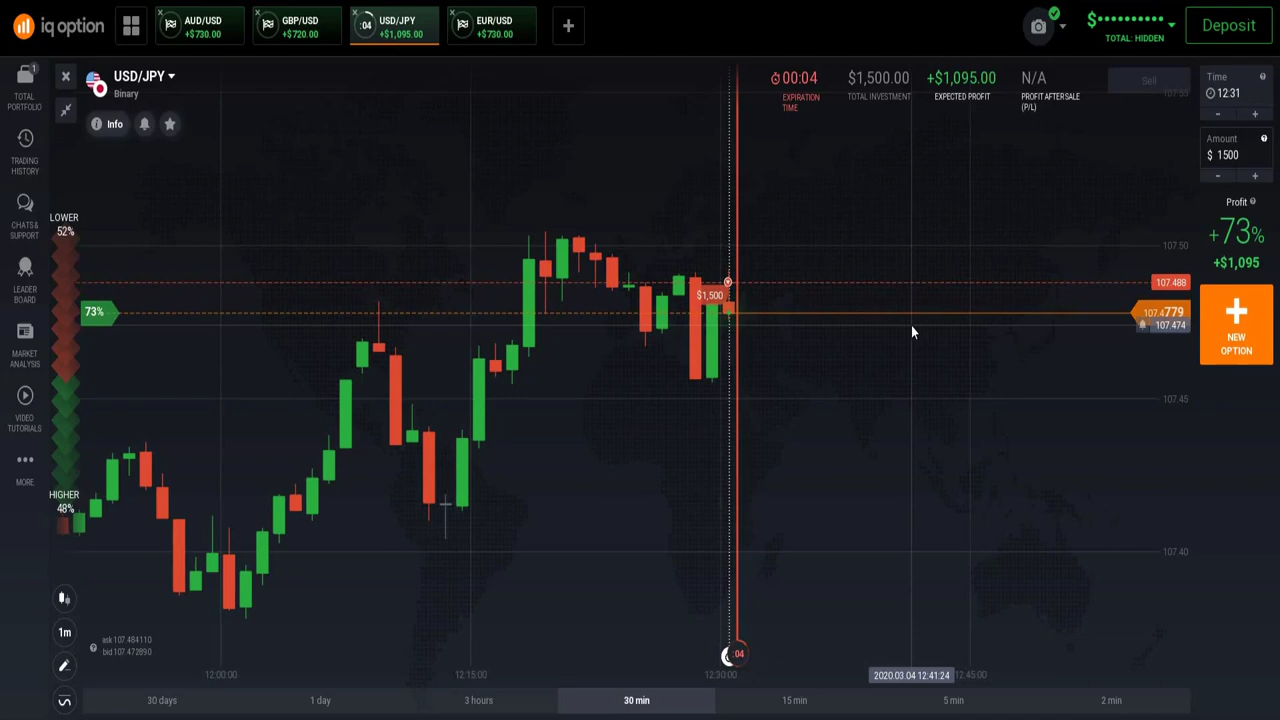 iq option
AUD/USD
+$730.00
GBP/USD
+$720.00
:04
USD/JPY
+$1,095.00
EUR/USD
+$730.00
$••••••••••
TOTAL: HIDDEN
Deposit
1
TOTAL
PORTFOLIO
TRADING
HISTORY
CHATS &
SUPPORT
LEADER
BOARD
MARKET
ANALYSIS
VIDEO
TUTORIALS
MORE
USD/JPY
Binary
Info
00:04
EXPIRATION
TIME
$1,500.00
TOTAL INVESTMENT
+$1,095.00
EXPECTED PROFIT
N/A
PROFIT AFTER SALE
(P/L)
Sell
Time
12:31
- +
Amount
$ 1500
- +
Profit
+73%
+$1,095
NEW
OPTION
LOWER
52%
73%
HIGHER
48%
$1,500
107.50
107.488
107.4779
107.474
107.45
107.40
1m
ask 107.484110
bid 107.472890
:04
12:00:00
12:15:00
12:30:00
2020.03.04 12:41:24
12:45:00
30 days
1 day
3 hours
30 min
15 min
5 min
2 min